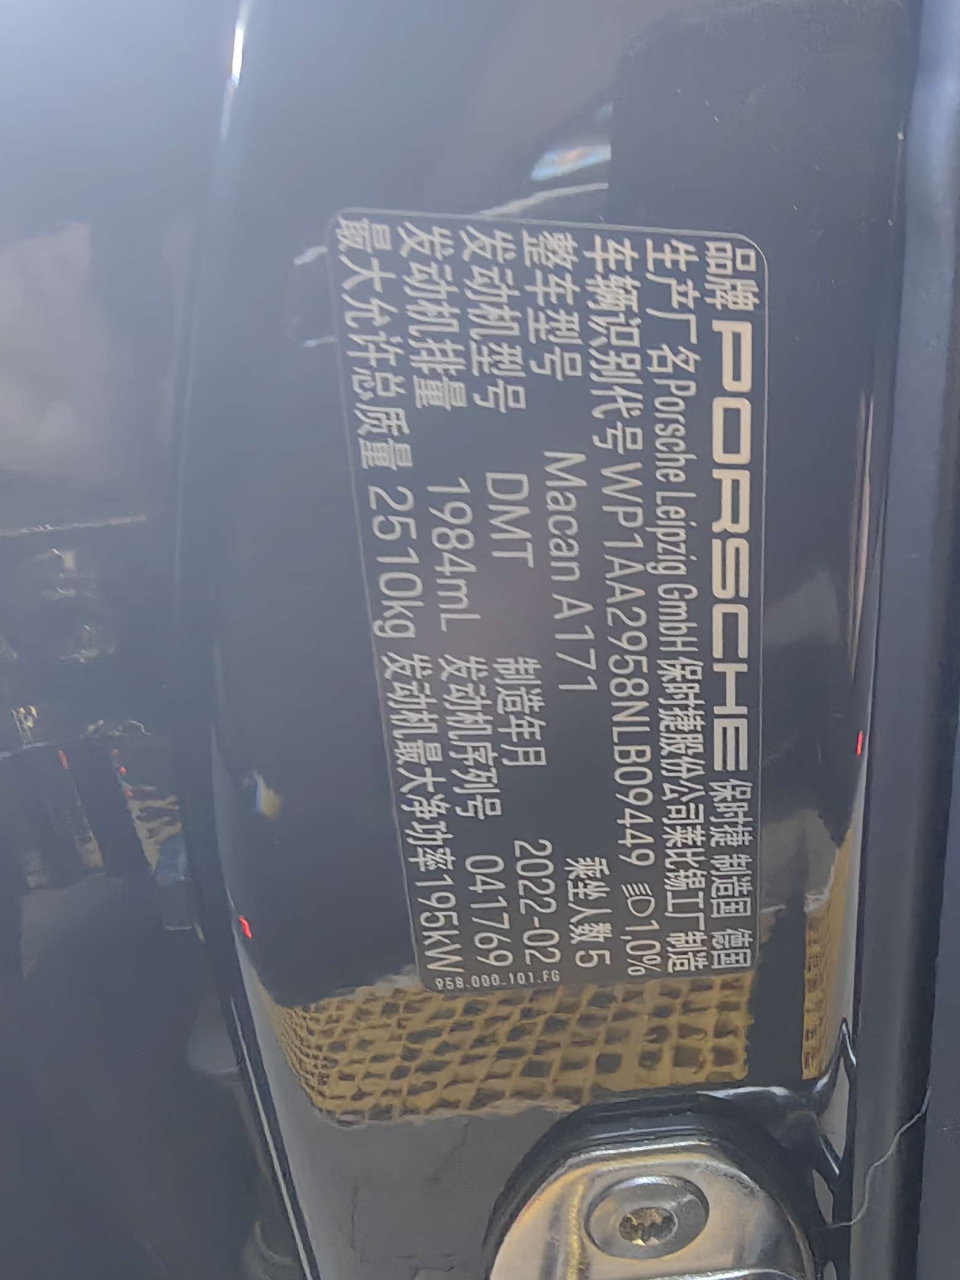 品牌 PORSCHE 保时捷 制造国 德国
生产厂名 Porsche Leipzig GmbH 保时捷股份公司莱比锡工厂制造
车辆识别代号 WP1AA2958NLB09449 1,0%
整车型号 Macan A171 乘坐人数 5
发动机型号 DMT 制造年月 2022-02
发动机排量 1984mL 发动机序列号 041769
最大允许总质量 2510kg 发动机最大净功率 195kW
95B.000.101.FG